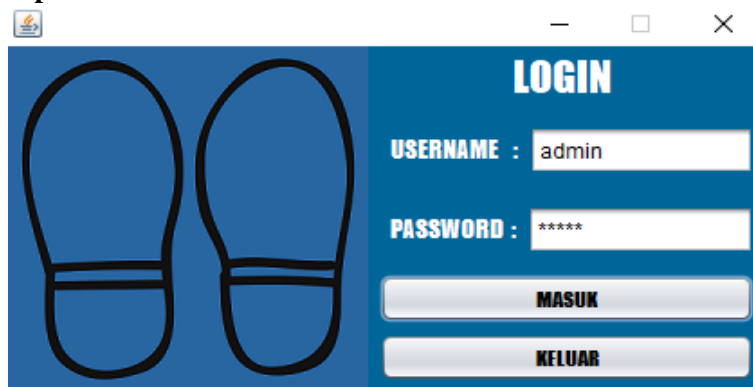 LOGIN
USERNAME : admin
PASSWORD : *****
MASUK
KELUAR